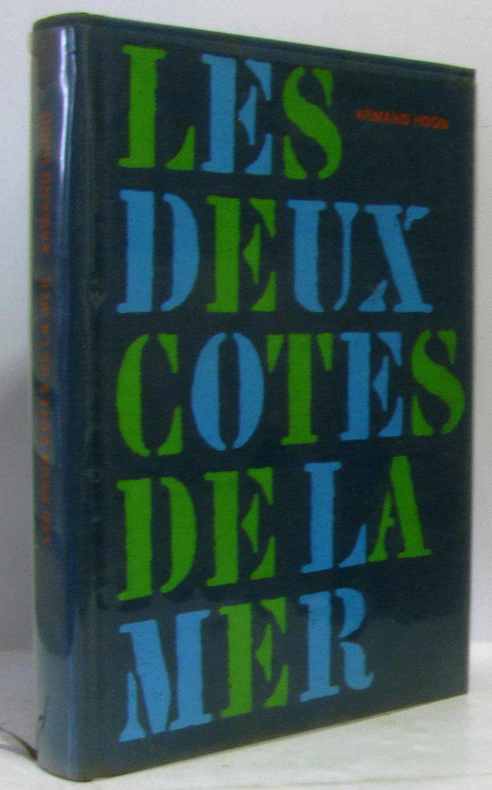 LES
ARMAND HOOG
DEUX
COTES
DE LA
MER